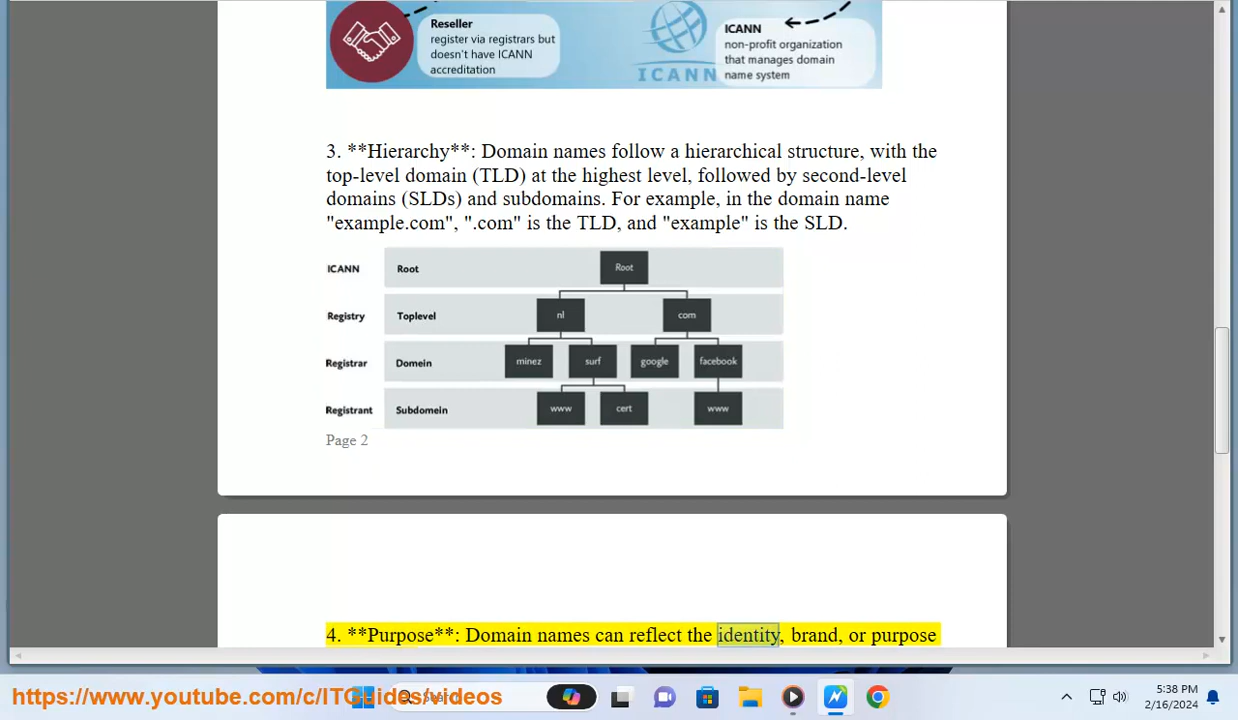 Reseller
register via registrars but
doesn't have ICANN
accreditation
ICANN
ICANN
non-profit organization
that manages domain
name system
3. **Hierarchy**: Domain names follow a hierarchical structure, with the
top-level domain (TLD) at the highest level, followed by second-level
domains (SLDs) and subdomains. For example, in the domain name
"example.com", ".com" is the TLD, and "example" is the SLD.
ICANN Root Root
Registry Toplevel nl com
Registrar Domein minez surf google facebook
Registrant Subdomein www cert www
Page 2
4. **Purpose**: Domain names can reflect the identity, brand, or purpose
https://www.youtube.com/c/ITGuides/videos
5:38 PM
2/16/2024